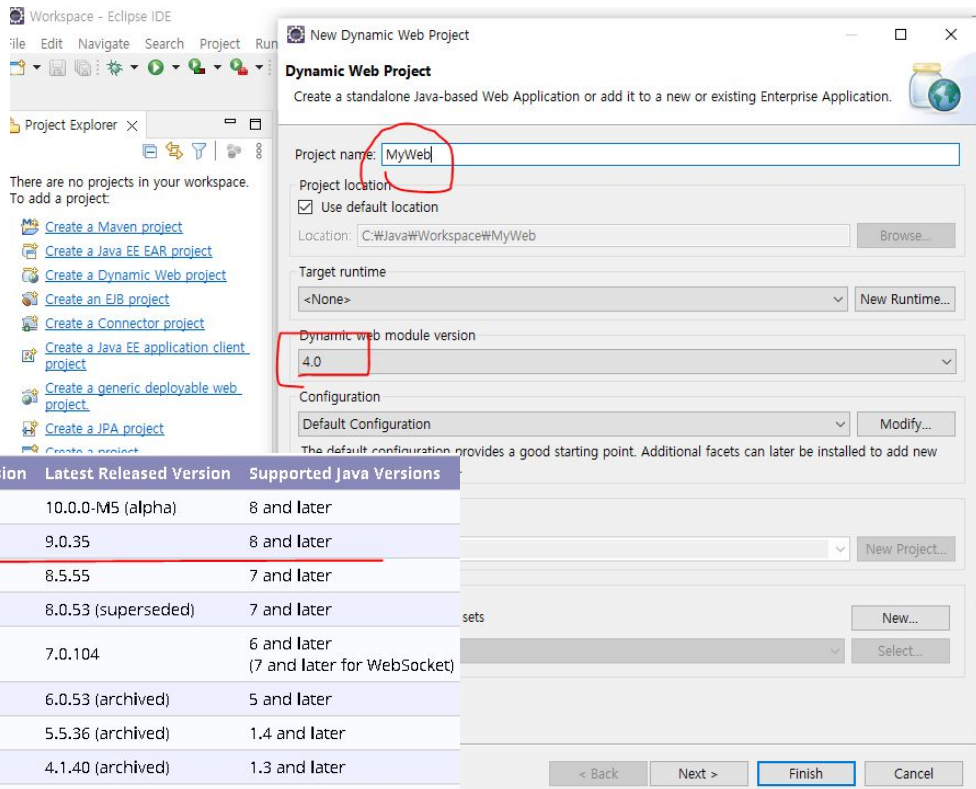 Workspace - Eclipse IDE
File Edit Navigate Search Project Run
Project Explorer
There are no projects in your workspace.
To add a project:
Create a Maven project
Create a Java EE EAR project
Create a Dynamic Web project
Create an EJB project
Create a Connector project
Create a Java EE application client
project
Create a generic deployable web
project.
Create a JPA project
Create a project
New Dynamic Web Project
Dynamic Web Project
Create a standalone Java-based Web Application or add it to a new or existing Enterprise Application.
Project name: MyWeb
Project location
Use default location
Location: C:₩Java₩Workspace₩MyWeb Browse...
Target runtime
<None> New Runtime...
Dynamic web module version
4.0
Configuration
Default Configuration Modify...
The default configuration provides a good starting point. Additional facets can later be installed to add new
New Project...
sets
New...
Select...
< Back Next > Finish Cancel
sion Latest Released Version Supported Java Versions
10.0.0-M5 (alpha) 8 and later
9.0.35 8 and later
8.5.55 7 and later
8.0.53 (superseded) 7 and later
7.0.104 6 and later
(7 and later for WebSocket)
6.0.53 (archived) 5 and later
5.5.36 (archived) 1.4 and later
4.1.40 (archived) 1.3 and later